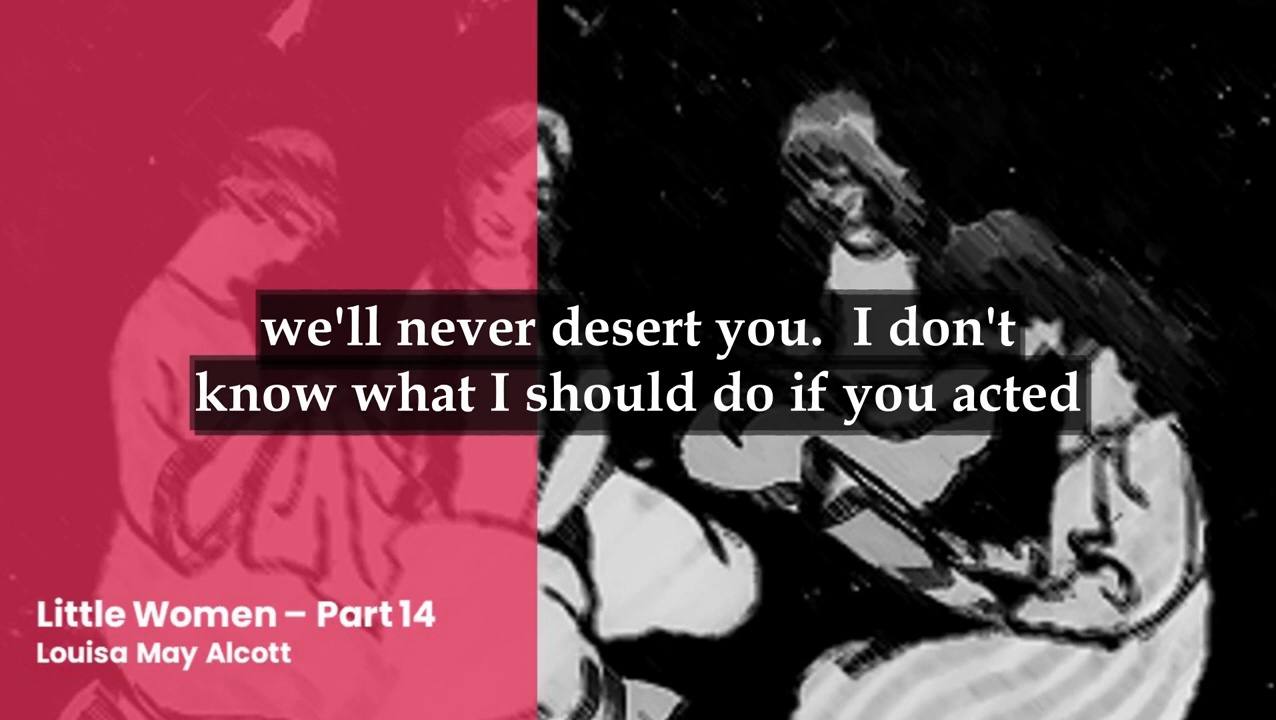 we'll never desert you.  I don't
know what I should do if you acted
Little Women – Part 14
Louisa May Alcott